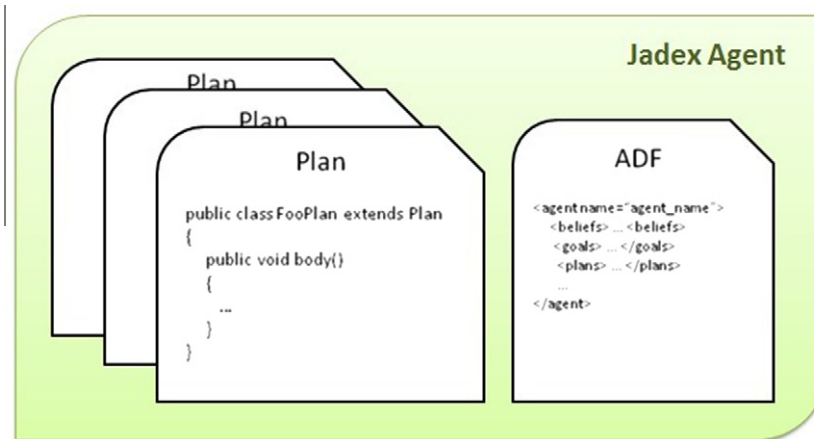 Jadex Agent
Plan
Plan
Plan
public class FooPlan extends Plan
{
public void body()
{
...
}
}
ADF
<agent name="agent_name">
<beliefs> ... <beliefs>
<goals> ... </goals>
<plans> ... </plans>
...
</agent>